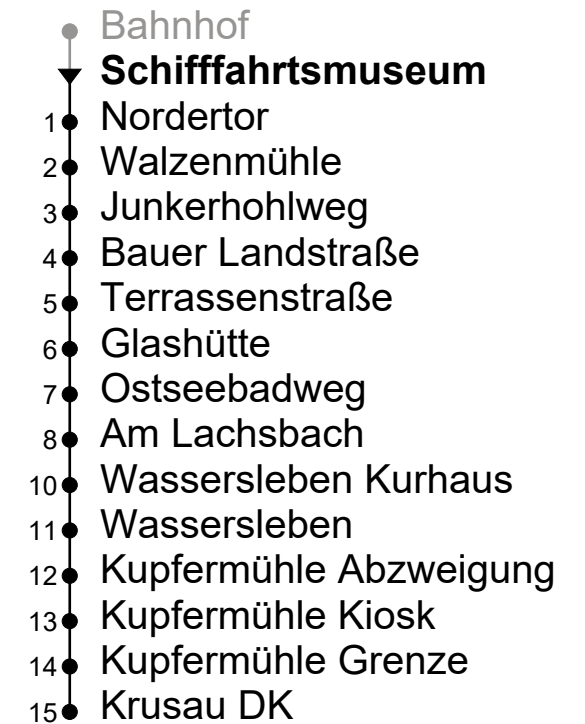 Bahnhof
Schifffahrtsmuseum
1 Nordertor
2 Walzenmühle
3 Junkerhohlweg
4 Bauer Landstraße
5 Terrassenstraße
6 Glashütte
7 Ostseebadweg
8 Am Lachsbach
10 Wassersleben Kurhaus
11 Wassersleben
12 Kupfermühle Abzweigung
13 Kupfermühle Kiosk
14 Kupfermühle Grenze
15 Krusau DK